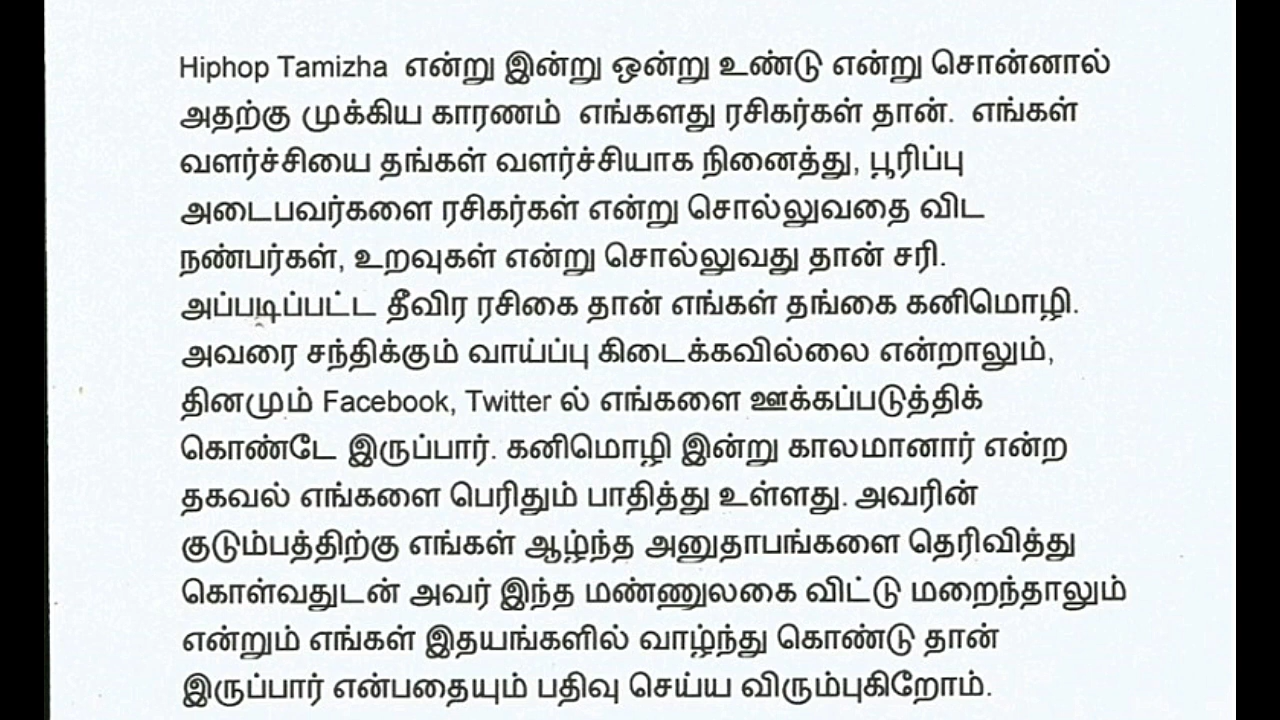 Hiphop Tamizha என்று இன்று ஒன்று உண்டு என்று சொன்னால்
அதற்கு முக்கிய காரணம் எங்களது ரசிகர்கள் தான். எங்கள்
வளர்ச்சியை தங்கள் வளர்ச்சியாக நினைத்து, பூரிப்பு
அடைபவர்களை ரசிகர்கள் என்று சொல்லுவதை விட
நண்பர்கள், உறவுகள் என்று சொல்லுவது தான் சரி.
அப்படிப்பட்ட தீவிர ரசிகை தான் எங்கள் தங்கை கனிமொழி.
அவரை சந்திக்கும் வாய்ப்பு கிடைக்கவில்லை என்றாலும்,
தினமும் Facebook, Twitter ல் எங்களை ஊக்கப்படுத்திக்
கொண்டே இருப்பார். கனிமொழி இன்று காலமானார் என்ற
தகவல் எங்களை பெரிதும் பாதித்து உள்ளது. அவரின்
குடும்பத்திற்கு எங்கள் ஆழ்ந்த அனுதாபங்களை தெரிவித்து
கொள்வதுடன் அவர் இந்த மண்ணுலகை விட்டு மறைந்தாலும்
என்றும் எங்கள் இதயங்களில் வாழ்ந்து கொண்டு தான்
இருப்பார் என்பதையும் பதிவு செய்ய விரும்புகிறோம்.